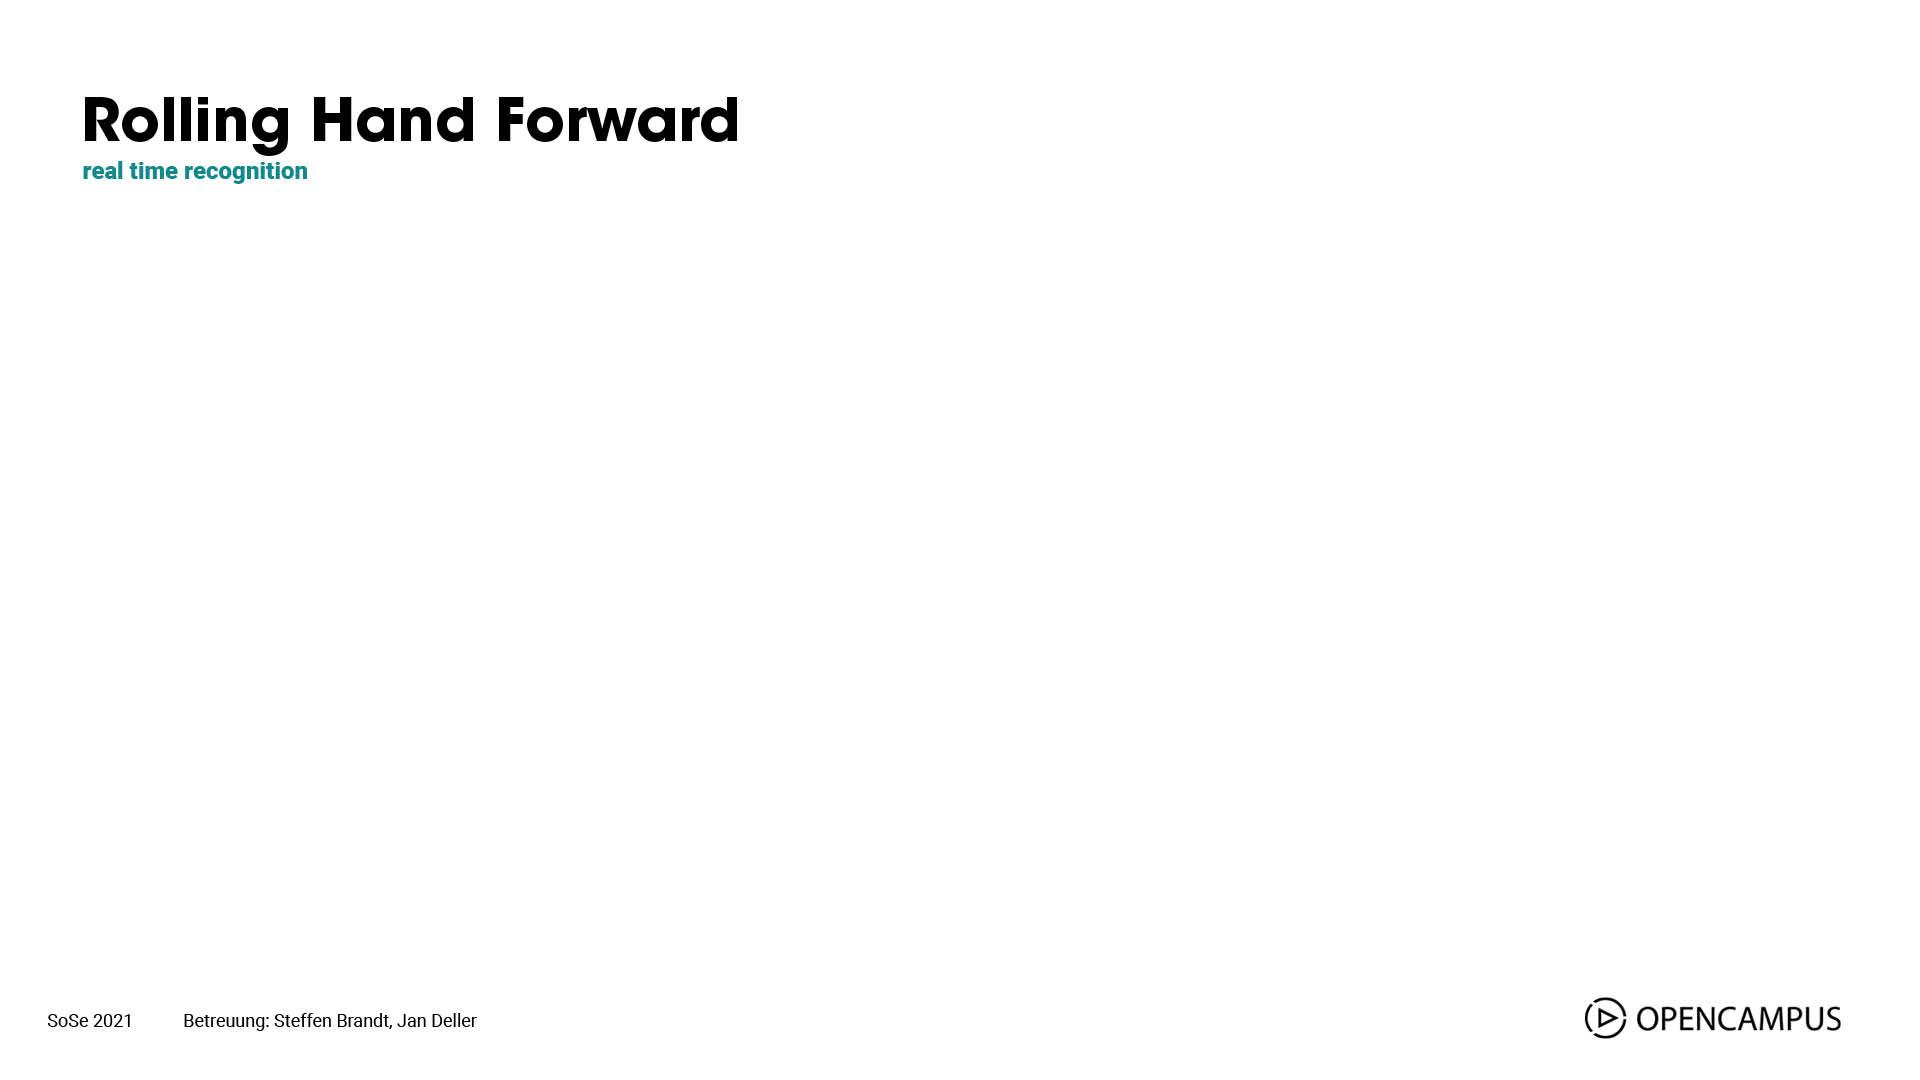 Rolling Hand Forward
real time recognition
SoSe 2021 Betreuung: Steffen Brandt, Jan Deller
OPENCAMPUS